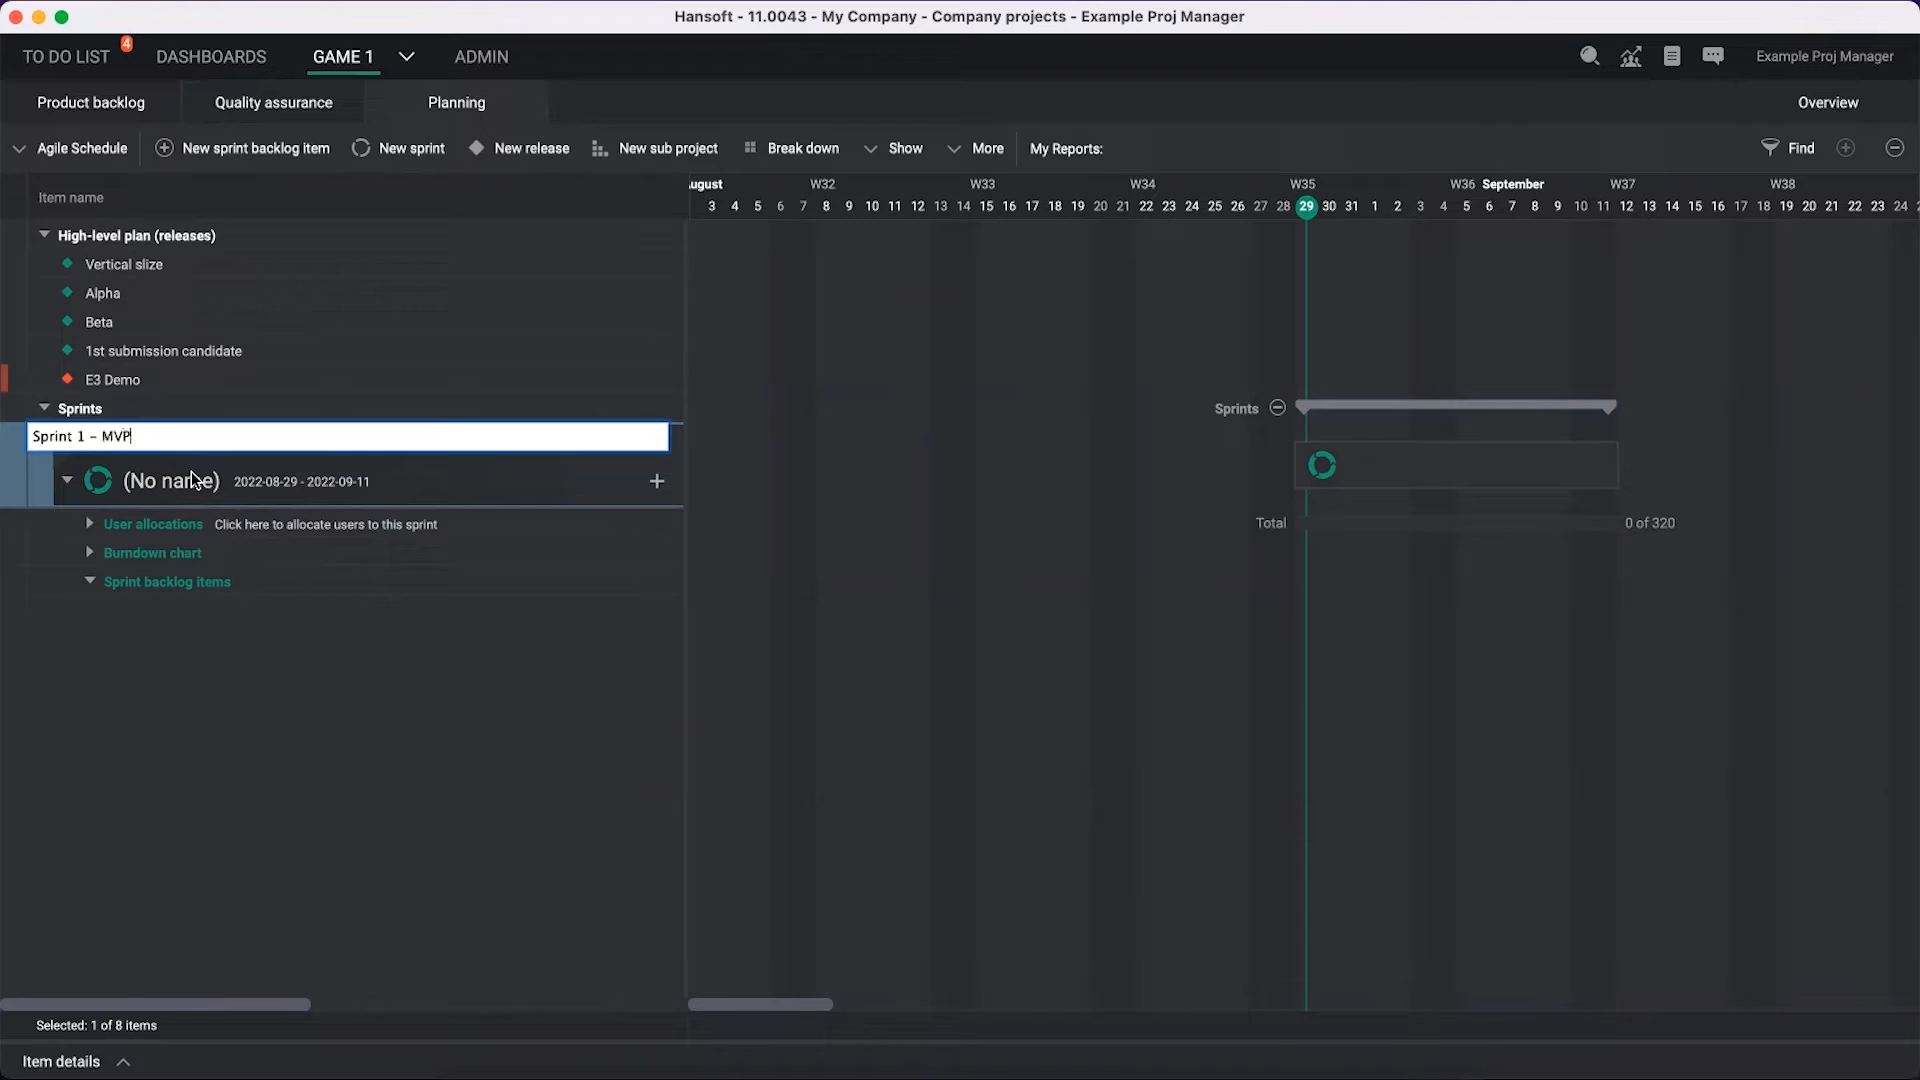 Hansoft - 11.0043 - My Company - Company projects - Example Proj Manager
TO DO LIST 4 DASHBOARDS GAME 1 ADMIN Example Proj Manager
Product backlog Quality assurance Planning Overview
Agile Schedule New sprint backlog item New sprint New release New sub project Break down Show More My Reports: Find
Item name
ugust W32 W33 W34 W35 W36 September W37 W38
3 4 5 6 7 8 9 10 11 12 13 14 15 16 17 18 19 20 21 22 23 24 25 26 27 28 29 30 31 1 2 3 4 5 6 7 8 9 10 11 12 13 14 15 16 17 18 19 20 21 22 23 24
High-level plan (releases)
Vertical slize
Alpha
Beta
1st submission candidate
E3 Demo
Sprints
Sprints
Sprint 1 – MVP
(No name) 2022-08-29 - 2022-09-11
User allocations Click here to allocate users to this sprint
Total 0 of 320
Burndown chart
Sprint backlog items
Selected: 1 of 8 items
Item details